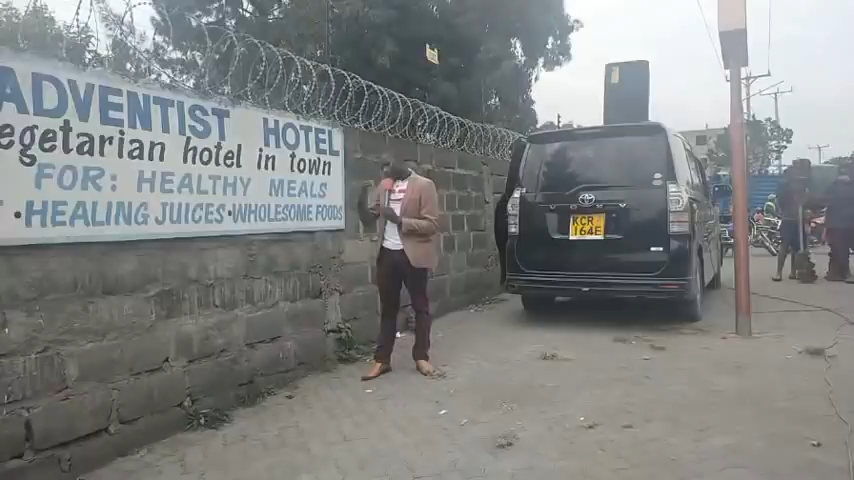 ADVENTIST HOTEL
egetarian hotel in town
FOR: HEALTHY MEALS
•HEALING JUICES•WHOLESOME FOODS
KCR
164E